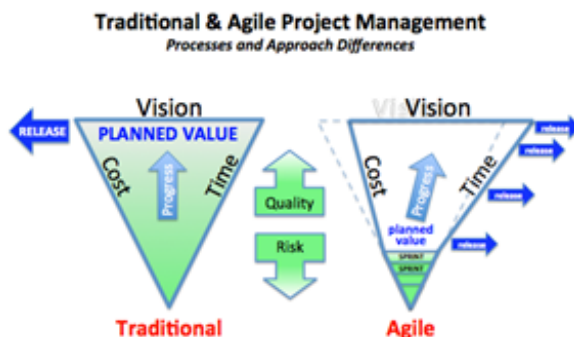 Traditional & Agile Project Management
Processes and Approach Differences
Vision
RELEASE
PLANNED VALUE
Cost
Progress
Time
Traditional
Quality
Risk
Vision
Cost
Progress
Time
planned
value
SPRINT
SPRINT
release
release
release
release
Agile